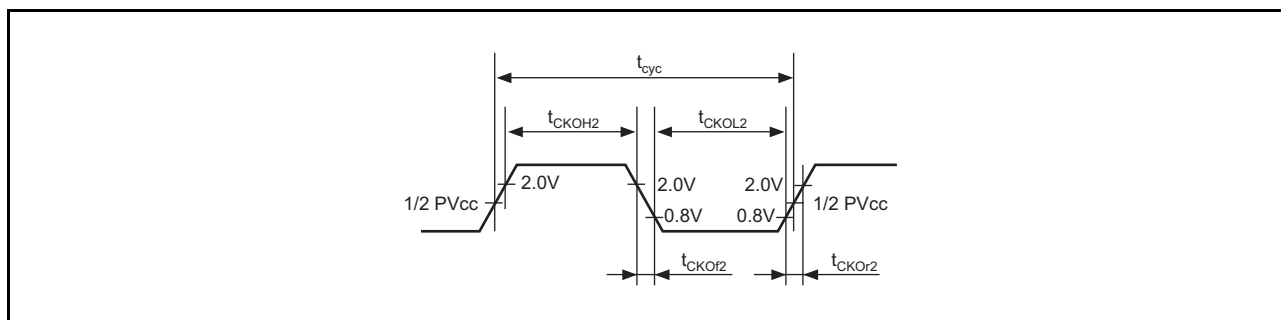 tcyc
tCKOH2 tCKOL2
2.0V 2.0V 2.0V
1/2 PVcc 1/2 PVcc
0.8V 0.8V
tCKOf2 tCKOr2